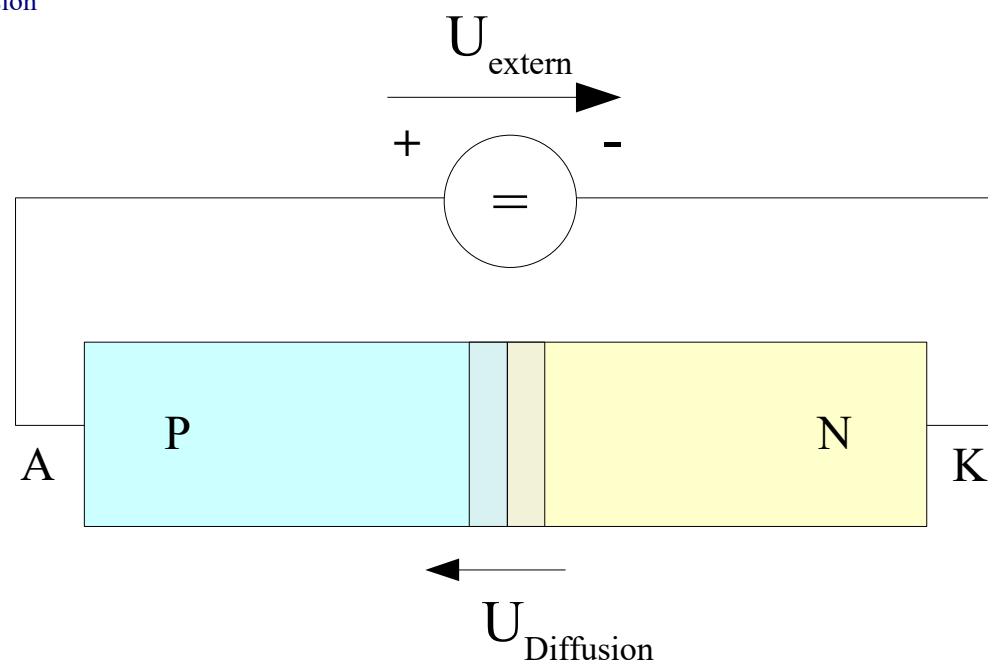 U extern
+ -
=
P N
A K
U Diffusion